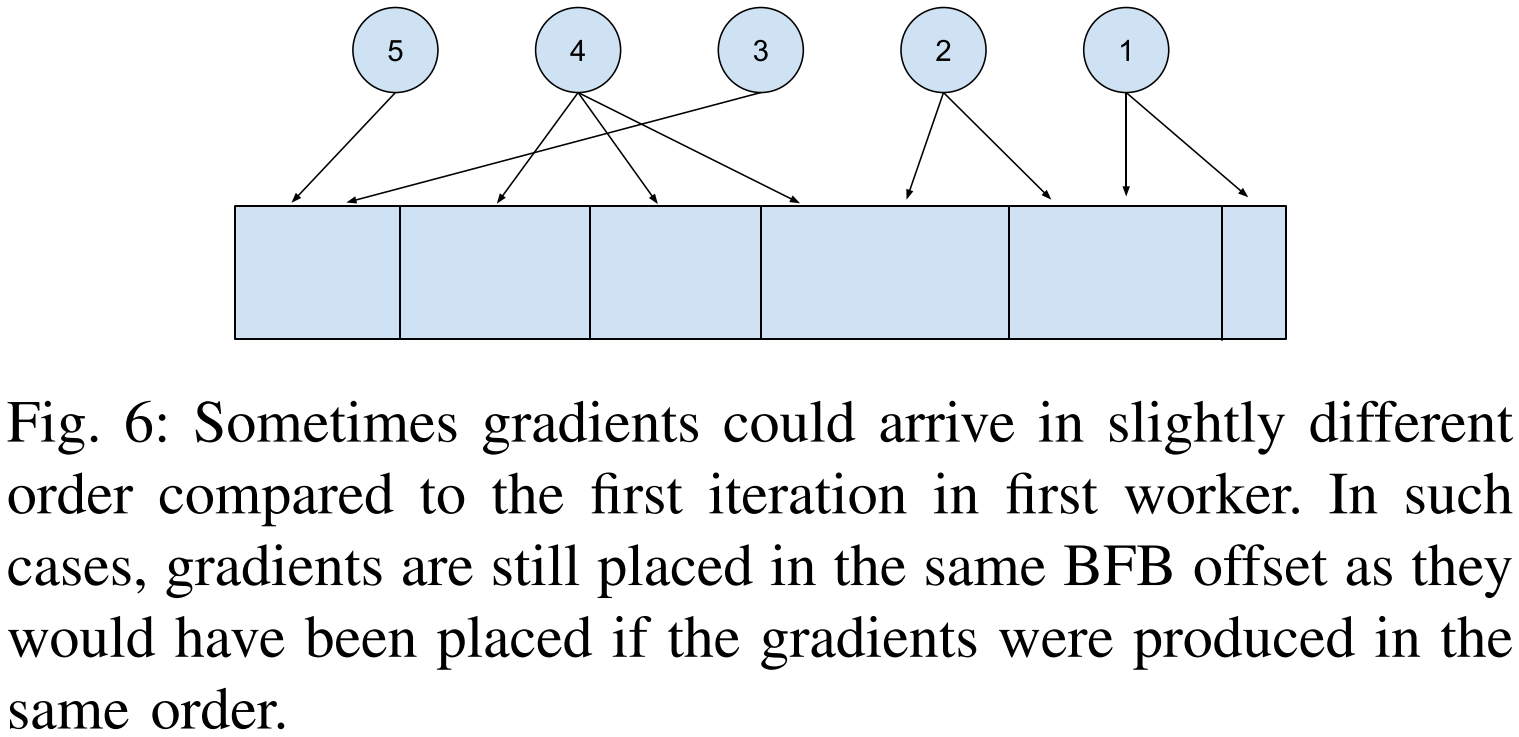 5 4 3 2 1
Fig. 6: Sometimes gradients could arrive in slightly different
order compared to the first iteration in first worker. In such
cases, gradients are still placed in the same BFB offset as they
would have been placed if the gradients were produced in the
same order.